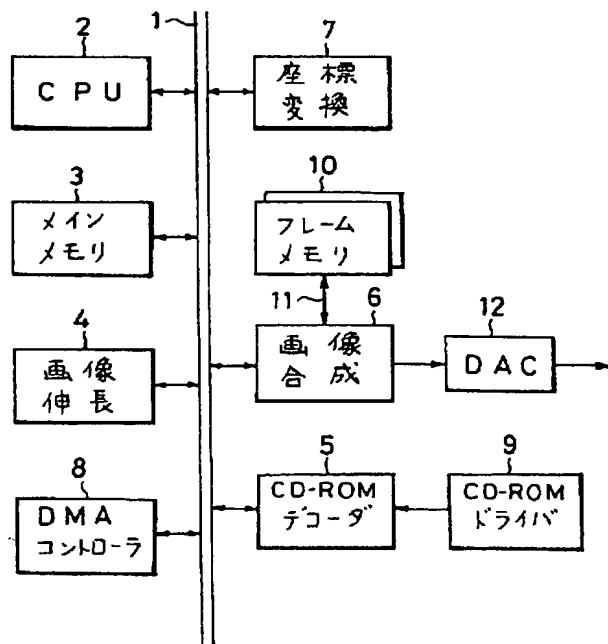 1
2
CPU
7
座標
変換
3
メイン
メモリ
10
フレーム
メモリ
11
6
画像
合成
12
DAC
4
画像
伸長
5
CD-ROM
デコーダ
9
CD-ROM
ドライバ
8
DMA
コントローラ